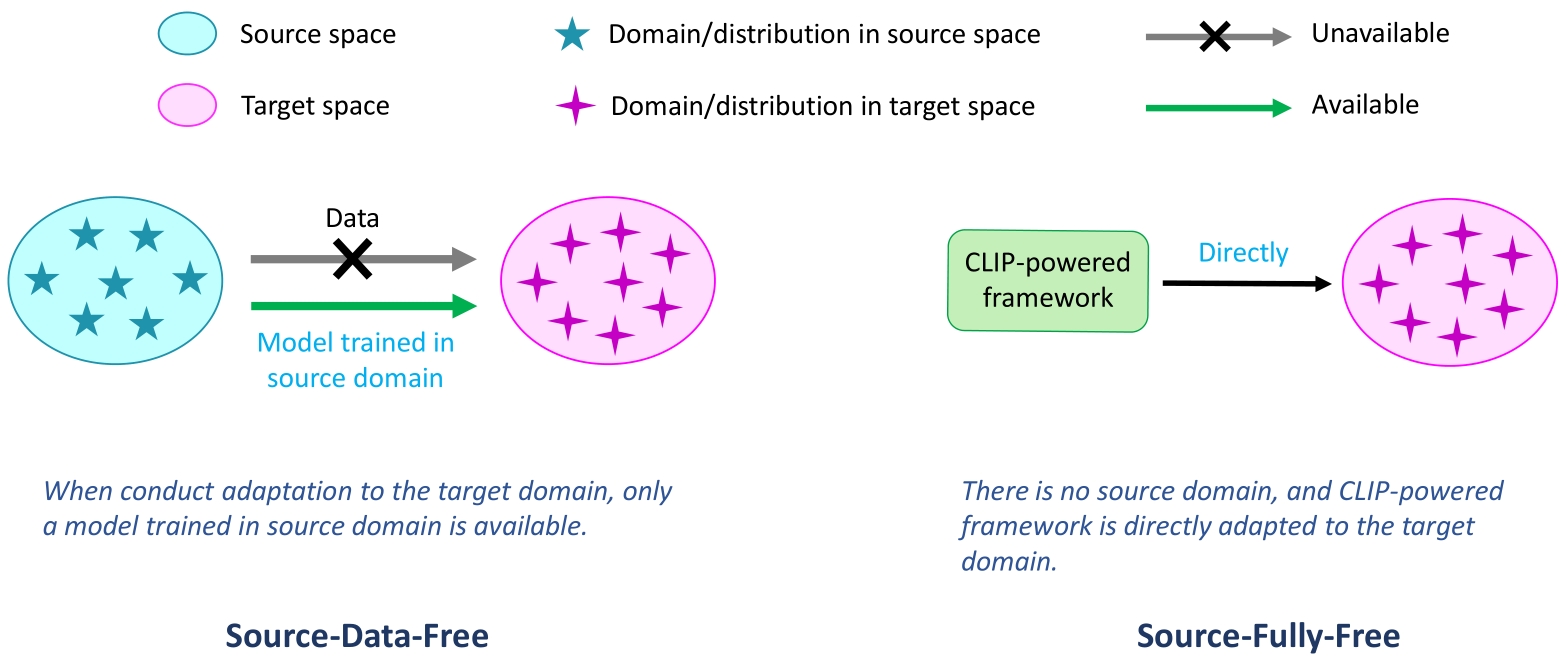 Source space
Domain/distribution in source space
Unavailable
Target space
Domain/distribution in target space
Available
Data
Model trained in
source domain
When conduct adaptation to the target domain, only
a model trained in source domain is available.
Source-Data-Free
CLIP-powered
framework
Directly
There is no source domain, and CLIP-powered
framework is directly adapted to the target
domain.
Source-Fully-Free